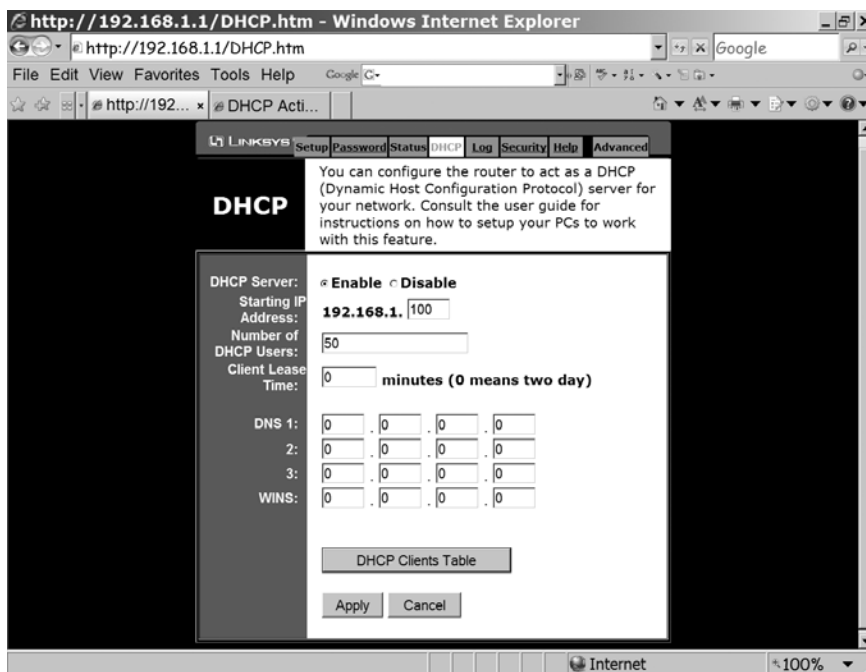 http://192.168.1.1/DHCP.htm - Windows Internet Explorer
http://192.168.1.1/DHCP.htm
Google
File Edit View Favorites Tools Help
Google G
http://192... x
DHCP Acti...
LINKSYS
Setup Password Status DHCP Log Security Help Advanced
DHCP
You can configure the router to act as a DHCP
(Dynamic Host Configuration Protocol) server for
your network. Consult the user guide for
instructions on how to setup your PCs to work
with this feature.
DHCP Server: Enable Disable
Starting IP
Address: 192.168.1. 100
Number of
DHCP Users: 50
Client Lease
Time: 0 minutes (0 means two day)
DNS 1: 0 . 0 . 0 . 0
2: 0 . 0 . 0 . 0
3: 0 . 0 . 0 . 0
WINS: 0 . 0 . 0 . 0
DHCP Clients Table
Apply Cancel
Internet
100%